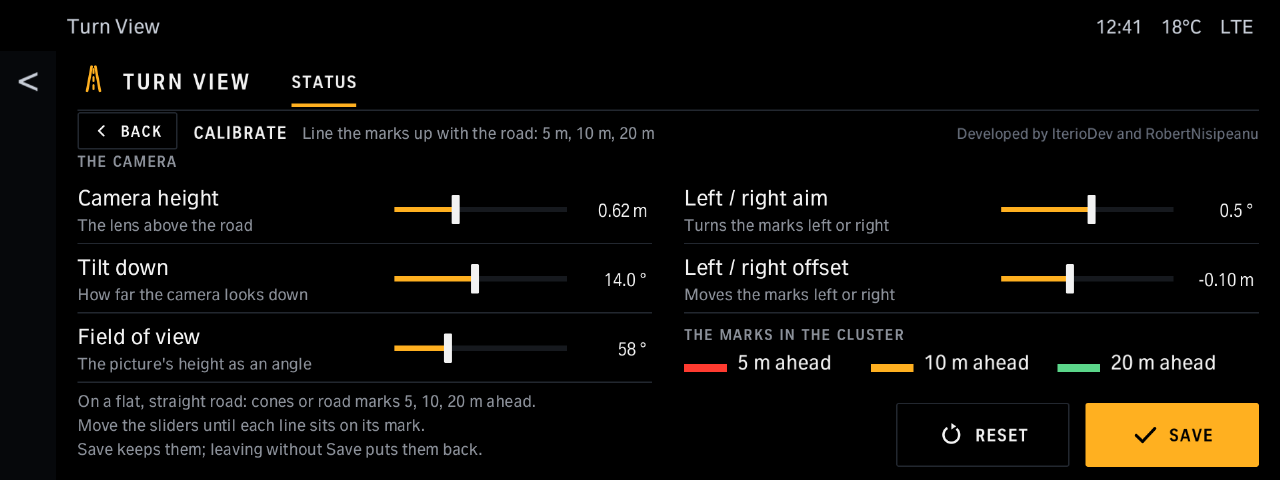 Turn View
12:41 18°C LTE
<
TURN VIEW STATUS
< BACK CALIBRATE Line the marks up with the road: 5 m, 10 m, 20 m
Developed by IterioDev and RobertNisipeanu
THE CAMERA
Camera height
The lens above the road
0.62 m
Tilt down
How far the camera looks down
14.0 °
Field of view
The picture's height as an angle
58 °
On a flat, straight road: cones or road marks 5, 10, 20 m ahead.
Move the sliders until each line sits on its mark.
Save keeps them; leaving without Save puts them back.
Left / right aim
Turns the marks left or right
0.5 °
Left / right offset
Moves the marks left or right
-0.10 m
THE MARKS IN THE CLUSTER
5 m ahead 10 m ahead 20 m ahead
RESET SAVE